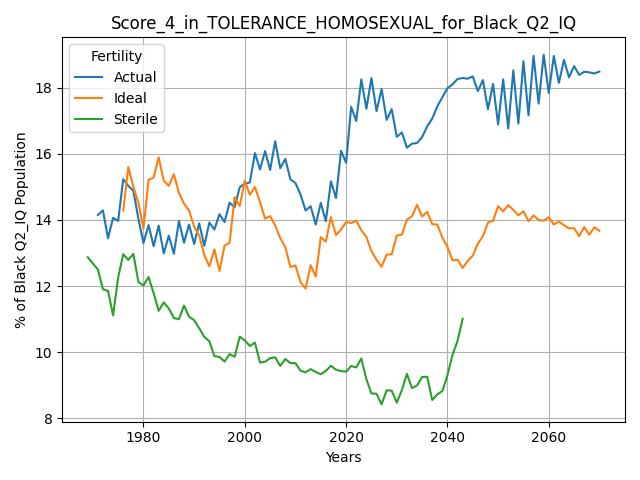 Score_4_in_TOLERANCE_HOMOSEXUAL_for_Black_Q2_IQ
Fertility
Actual
Ideal
Sterile
% of Black Q2_IQ Population
18
16
14
12
10
8
1980
2000
2020
2040
2060
Years